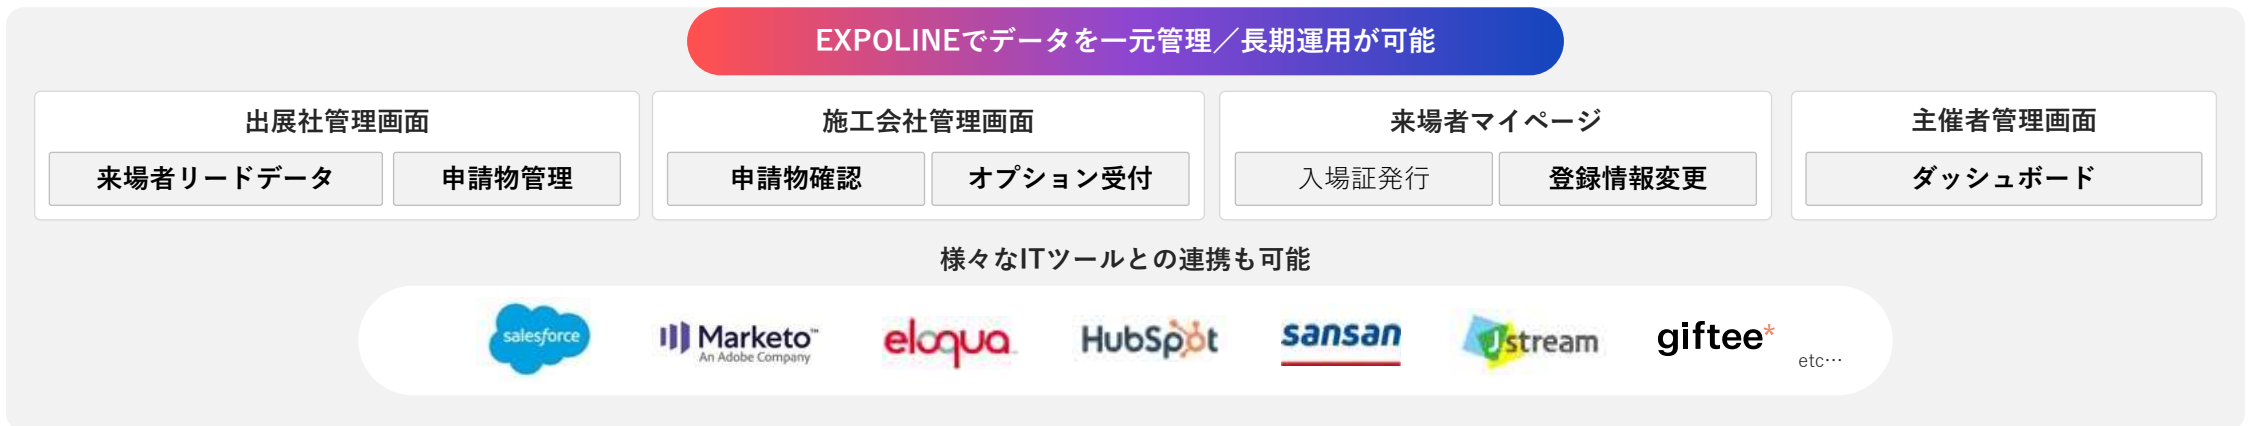 EXPOLINEでデータを一元管理／長期運用が可能
出展社管理画面
来場者リードデータ
申請物管理
施工会社管理画面
申請物確認
オプション受付
来場者マイページ
入場証発行
登録情報変更
主催者管理画面
ダッシュボード
様々なITツールとの連携も可能
salesforce
Marketo™
An Adobe Company
eloqua
HubSpot
sansan
Jstream
giftee*
etc…